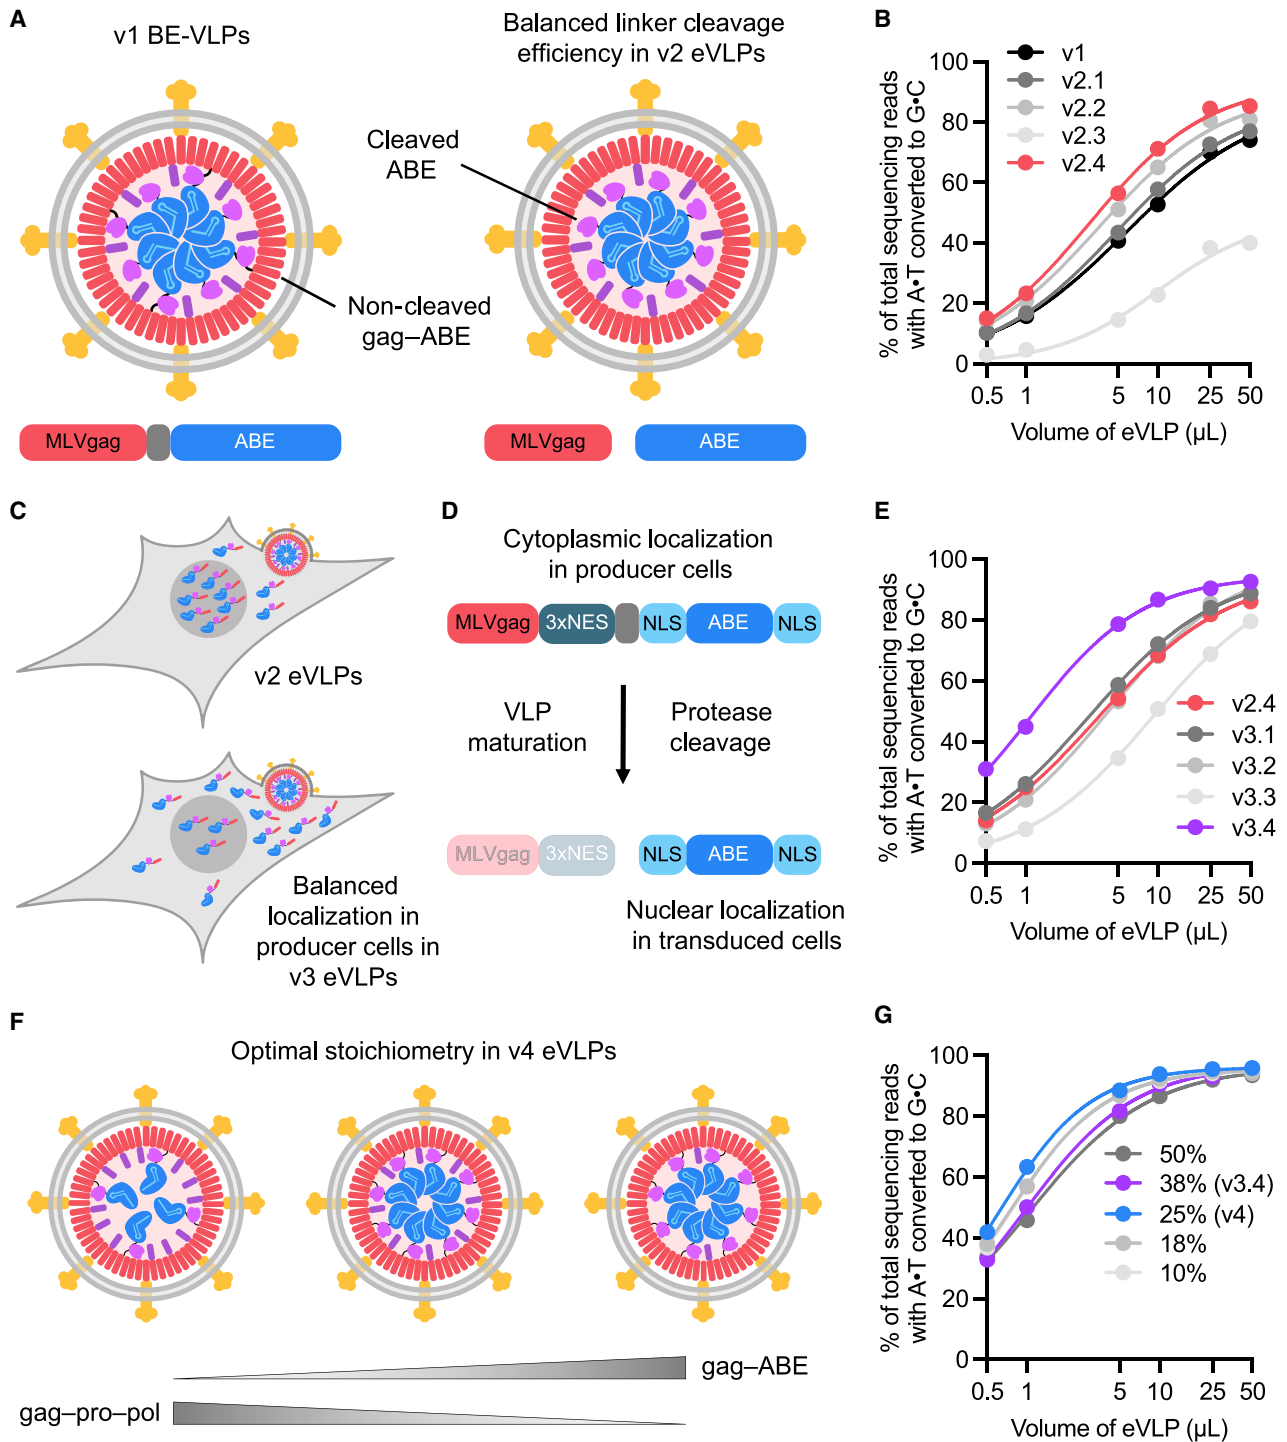 A
v1 BE-VLPs
Balanced linker cleavage
efficiency in v2 eVLPs
Cleaved
ABE
Non-cleaved
gag–ABE
MLVgag
ABE
MLVgag
ABE
B
% of total sequencing reads
with A•T converted to G•C
100
80
60
40
20
0
v1
v2.1
v2.2
v2.3
v2.4
0.5
1
5
10
25
50
Volume of eVLP (µL)
C
v2 eVLPs
Balanced
localization in
producer cells in
v3 eVLPs
D
Cytoplasmic localization
in producer cells
MLVgag
3xNES
NLS
ABE
NLS
VLP
maturation
Protease
cleavage
MLVgag
3xNES
NLS
ABE
NLS
Nuclear localization
in transduced cells
E
% of total sequencing reads
with A•T converted to G•C
100
80
60
40
20
0
v2.4
v3.1
v3.2
v3.3
v3.4
0.5
1
5
10
25
50
Volume of eVLP (µL)
F
Optimal stoichiometry in v4 eVLPs
gag–ABE
gag–pro–pol
G
% of total sequencing reads
with A•T converted to G•C
100
80
60
40
20
0
50%
38% (v3.4)
25% (v4)
18%
10%
0.5
1
5
10
25
50
Volume of eVLP (µL)